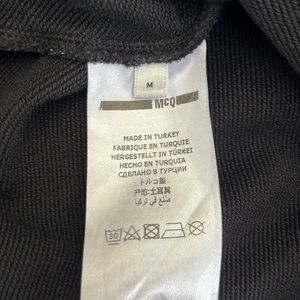 M
McQ
MADE IN TURKEY
FABRIQUE EN TURQUIE
HERGESTELLT IN TÜRKEI
HECHO EN TURQUIA
СДЕЛАНО В ТУРЦИИ
トルコ製
产地:土耳其
صنع في تركيا
30